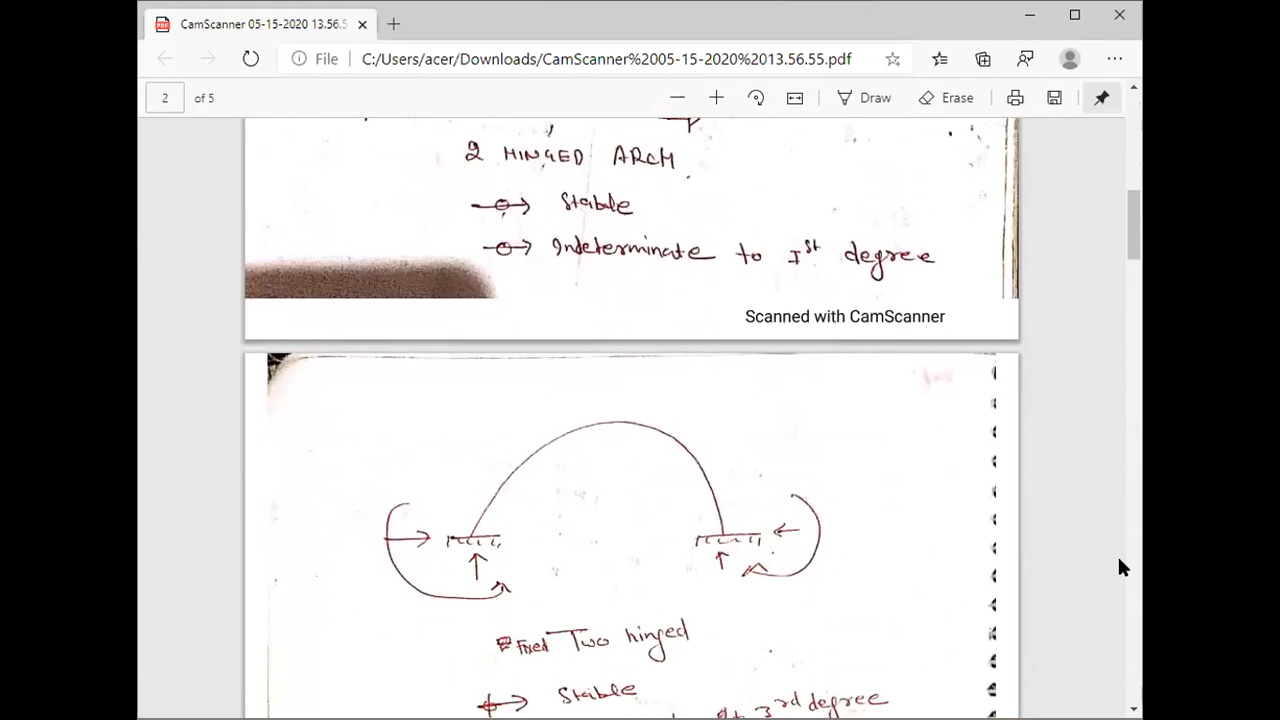 CamScanner 05-15-2020 13.56.5
File C:/Users/acer/Downloads/CamScanner%2005-15-2020%2013.56.55.pdf
2 of 5 Draw Erase
2 HINGED ARCH
Stable
Indeterminate to Ist degree
Scanned with CamScanner
Fixed Two hinged
Stable
3rd degree